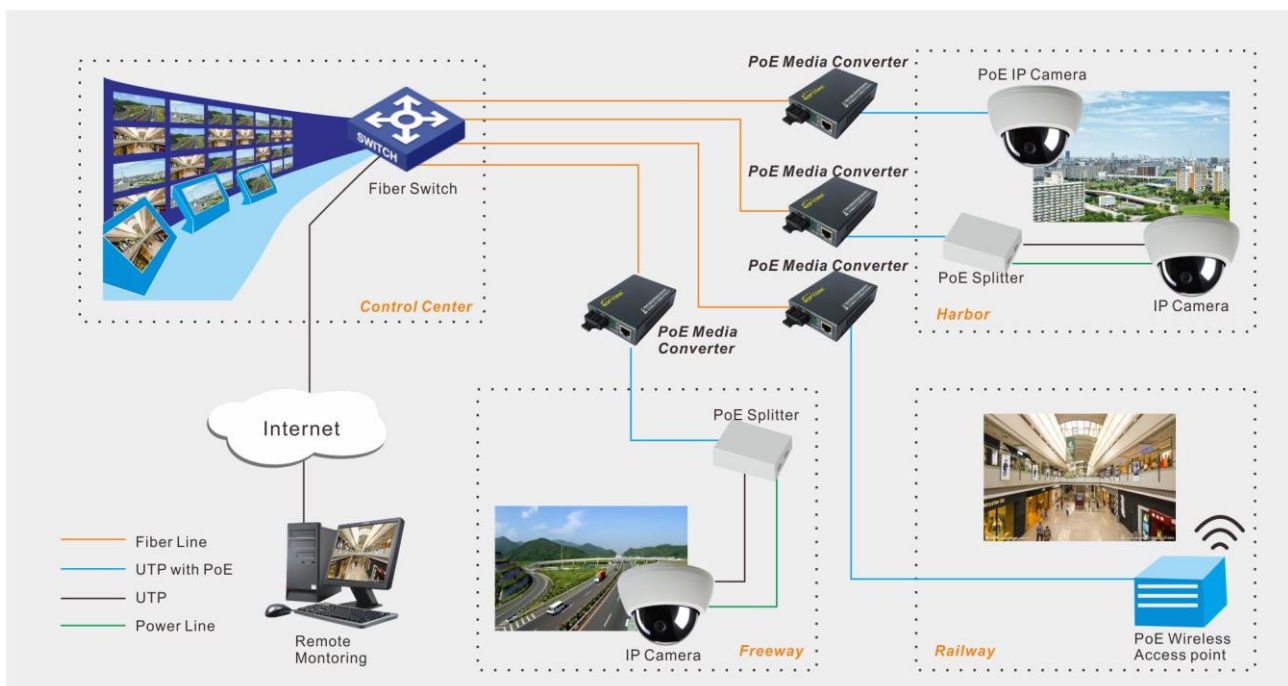 PoE Media Converter
PoE IP Camera
SWITCH
Fiber Switch
PoE Media Converter
PoE Media Converter
PoE Splitter
IP Camera
Control Center
Harbor
PoE Media
Converter
PoE Splitter
Internet
Fiber Line
UTP with PoE
UTP
Power Line
Remote
Montoring
IP Camera
Freeway
Railway
PoE Wireless
Access point